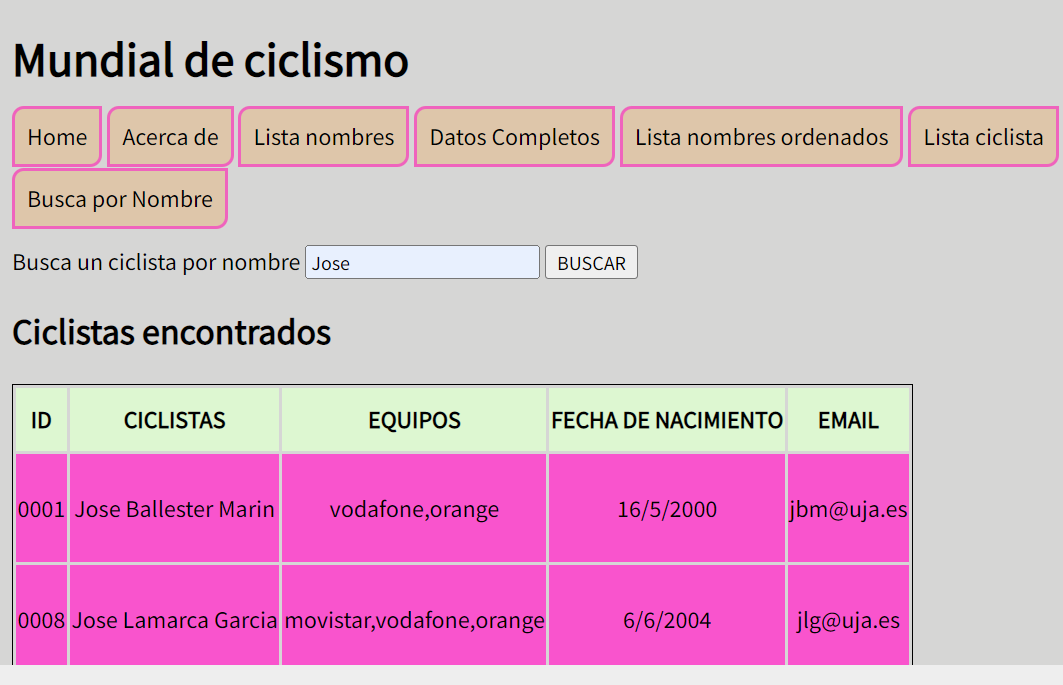 Mundial de ciclismo
Home Acerca de Lista nombres Datos Completos Lista nombres ordenados Lista ciclista
Busca por Nombre
Busca un ciclista por nombre Jose BUSCAR
Ciclistas encontrados
ID CICLISTAS EQUIPOS FECHA DE NACIMIENTO EMAIL
0001 Jose Ballester Marin vodafone,orange 16/5/2000 jbm@uja.es
0008 Jose Lamarca Garcia movistar,vodafone,orange 6/6/2004 jlg@uja.es